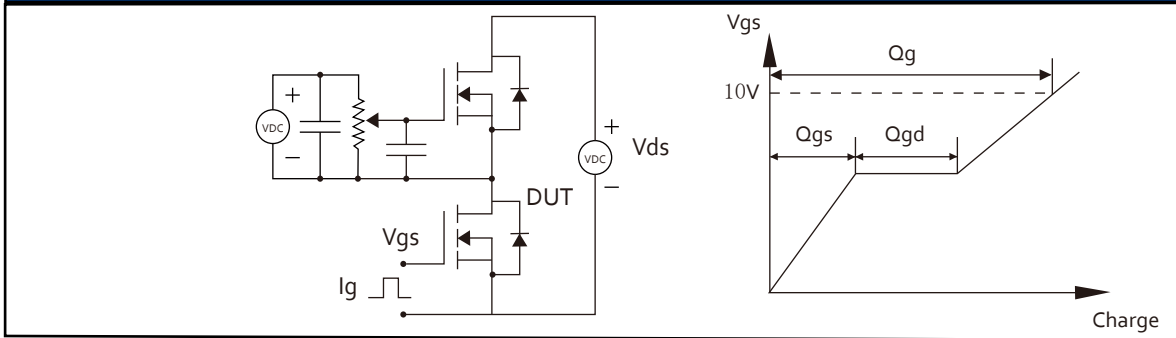 VDC
+
−
Vgs
Ig
DUT
VDC
+
−
Vds
Vgs
Qg
10V
Qgs
Qgd
Charge